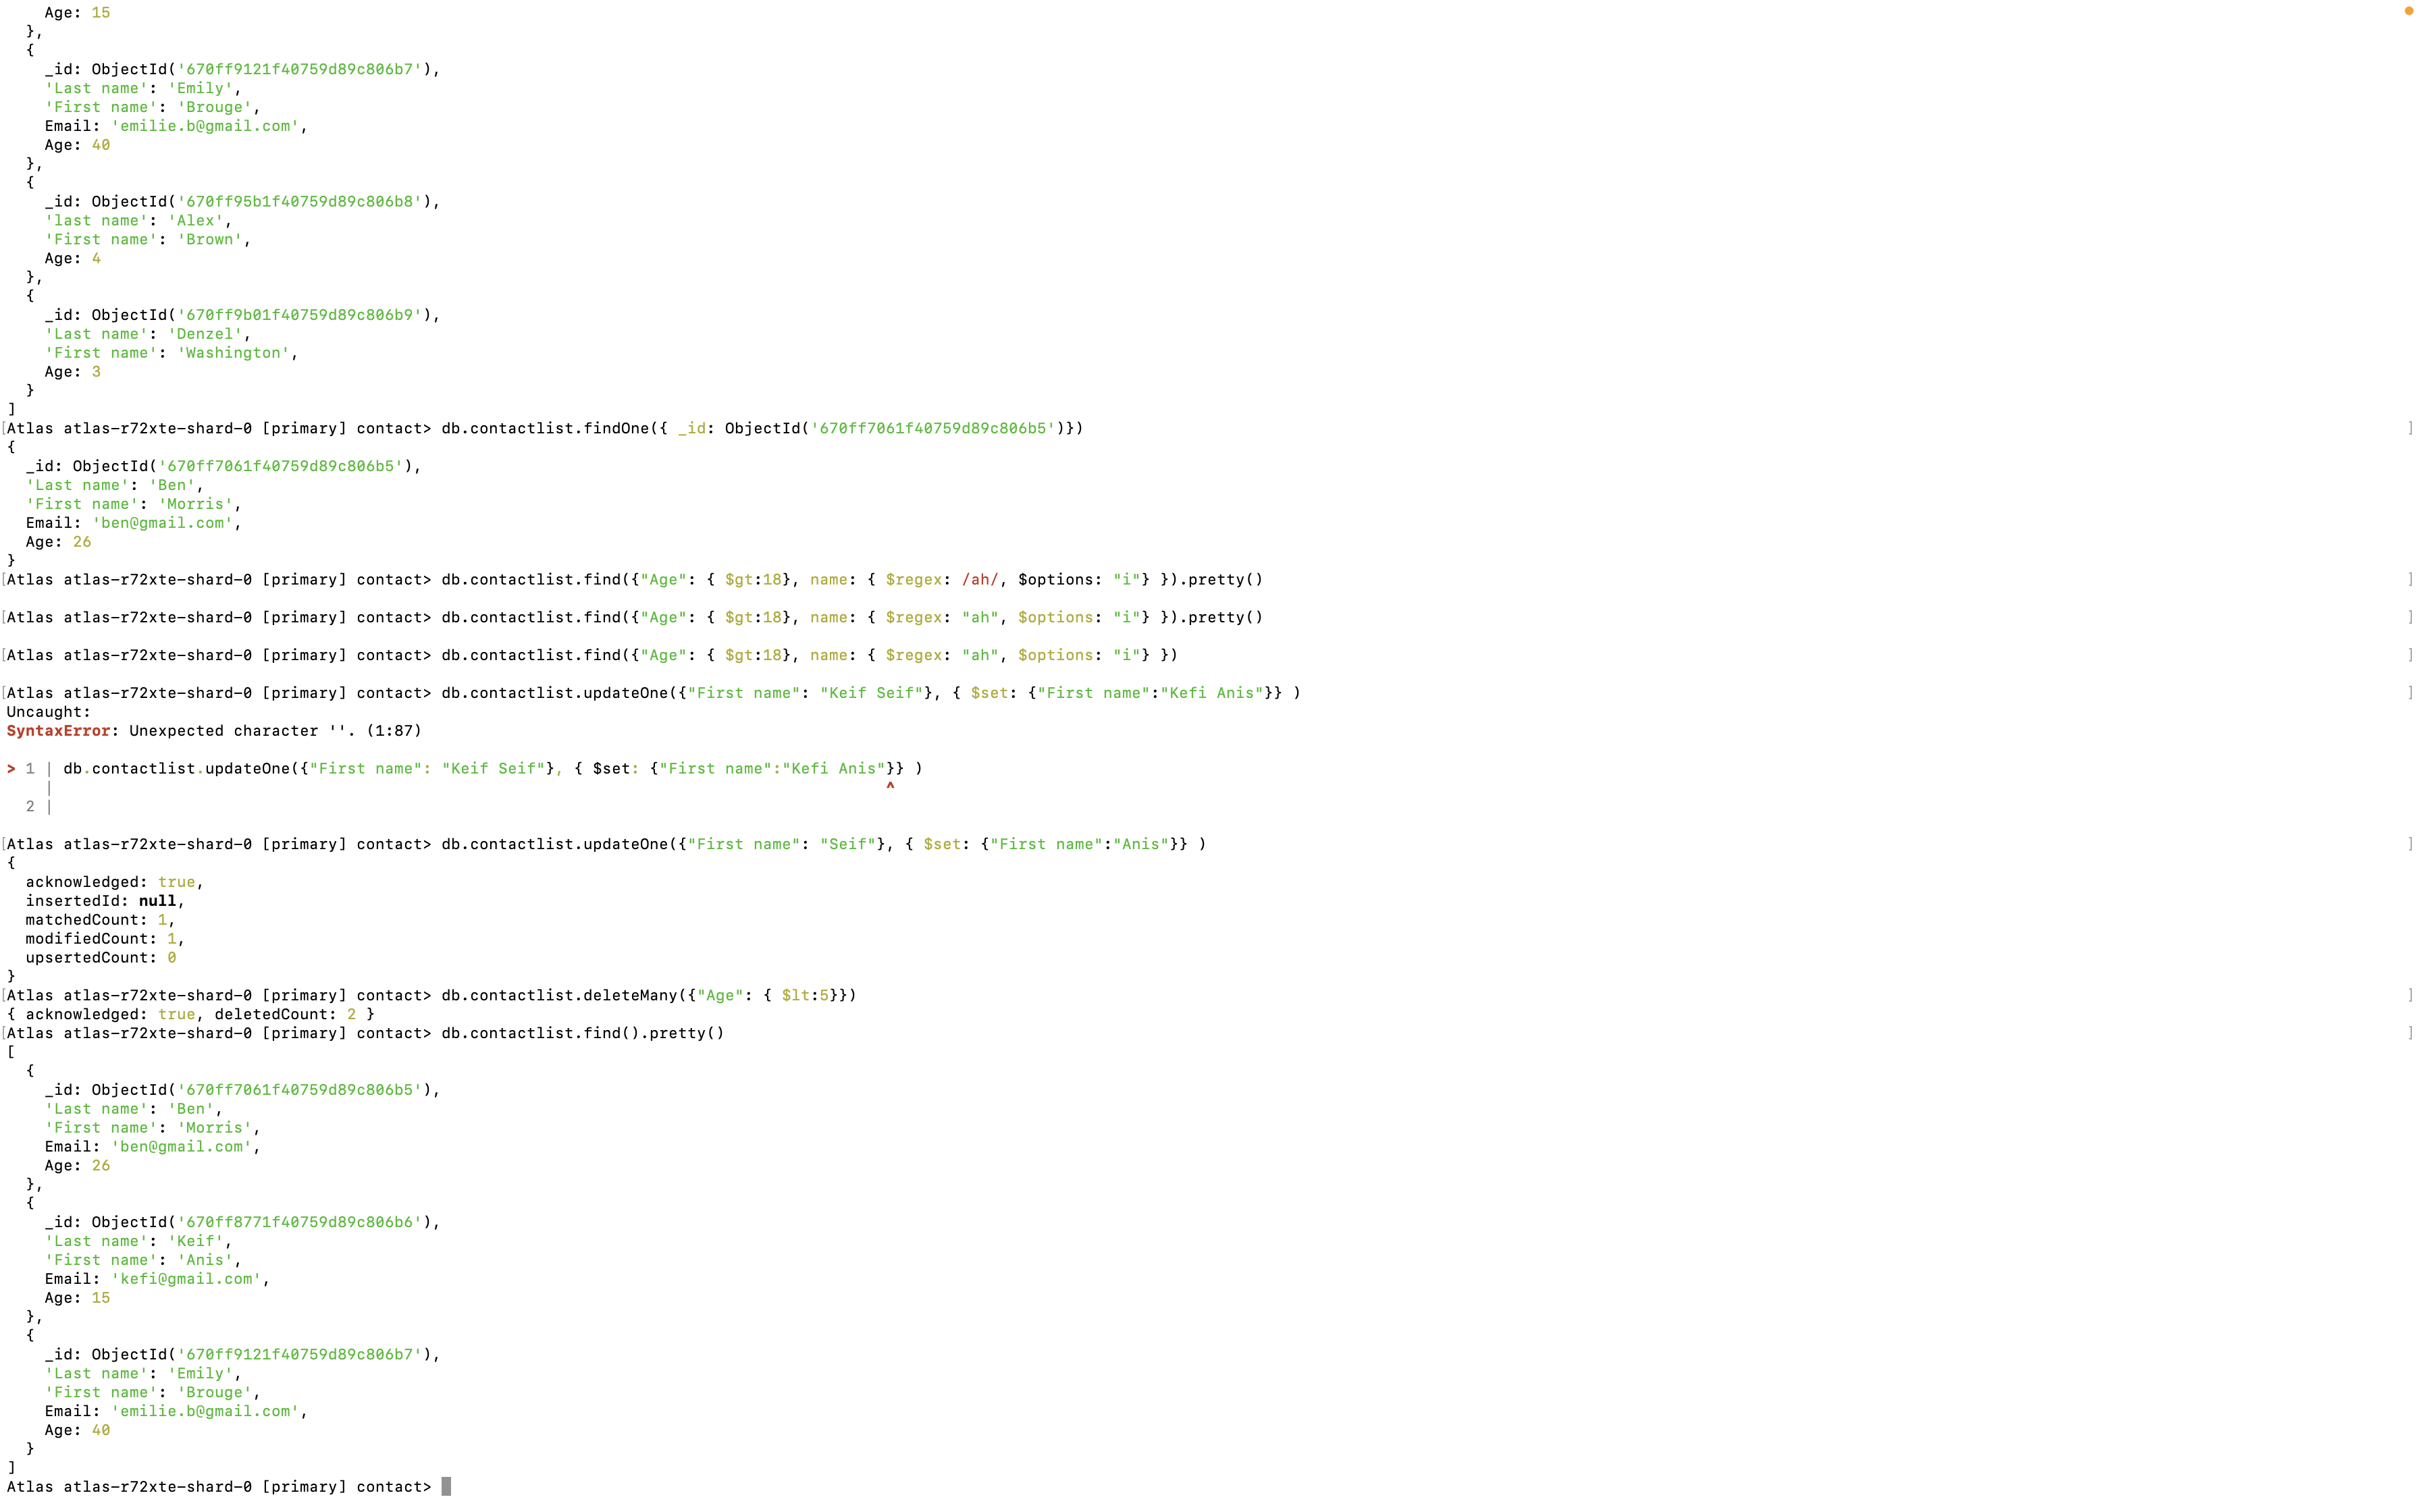 Age: 15
  },
  {
    _id: ObjectId('670ff9121f40759d89c806b7'),
    'Last name': 'Emily',
    'First name': 'Brouge',
    Email: 'emilie.b@gmail.com',
    Age: 40
  },
  {
    _id: ObjectId('670ff95b1f40759d89c806b8'),
    'last name': 'Alex',
    'First name': 'Brown',
    Age: 4
  },
  {
    _id: ObjectId('670ff9b01f40759d89c806b9'),
    'Last name': 'Denzel',
    'First name': 'Washington',
    Age: 3
  }
]
[Atlas atlas-r72xte-shard-0 [primary] contact> db.contactlist.findOne({ _id: ObjectId('670ff7061f40759d89c806b5')}) ]
{
  _id: ObjectId('670ff7061f40759d89c806b5'),
  'Last name': 'Ben',
  'First name': 'Morris',
  Email: 'ben@gmail.com',
  Age: 26
}
[Atlas atlas-r72xte-shard-0 [primary] contact> db.contactlist.find({"Age": { $gt:18}, name: { $regex: /ah/, $options: "i"} }).pretty() ]
[Atlas atlas-r72xte-shard-0 [primary] contact> db.contactlist.find({"Age": { $gt:18}, name: { $regex: "ah", $options: "i"} }).pretty() ]
[Atlas atlas-r72xte-shard-0 [primary] contact> db.contactlist.find({"Age": { $gt:18}, name: { $regex: "ah", $options: "i"} }) ]
[Atlas atlas-r72xte-shard-0 [primary] contact> db.contactlist.updateOne({"First name": "Keif Seif"}, { $set: {"First name":"Kefi Anis"}} ) ]
Uncaught:
SyntaxError: Unexpected character ''. (1:87)
> 1 | db.contactlist.updateOne({"First name": "Keif Seif"}, { $set: {"First name":"Kefi Anis"}} )
    | ^
  2 |
[Atlas atlas-r72xte-shard-0 [primary] contact> db.contactlist.updateOne({"First name": "Seif"}, { $set: {"First name":"Anis"}} ) ]
{
  acknowledged: true,
  insertedId: null,
  matchedCount: 1,
  modifiedCount: 1,
  upsertedCount: 0
}
[Atlas atlas-r72xte-shard-0 [primary] contact> db.contactlist.deleteMany({"Age": { $lt:5}}) ]
{ acknowledged: true, deletedCount: 2 }
[Atlas atlas-r72xte-shard-0 [primary] contact> db.contactlist.find().pretty() ]
[
  {
    _id: ObjectId('670ff7061f40759d89c806b5'),
    'Last name': 'Ben',
    'First name': 'Morris',
    Email: 'ben@gmail.com',
    Age: 26
  },
  {
    _id: ObjectId('670ff8771f40759d89c806b6'),
    'Last name': 'Keif',
    'First name': 'Anis',
    Email: 'kefi@gmail.com',
    Age: 15
  },
  {
    _id: ObjectId('670ff9121f40759d89c806b7'),
    'Last name': 'Emily',
    'First name': 'Brouge',
    Email: 'emilie.b@gmail.com',
    Age: 40
  }
]
Atlas atlas-r72xte-shard-0 [primary] contact>